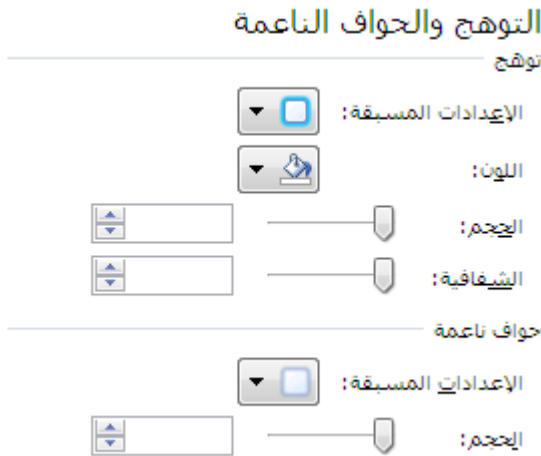 التوهج والحواف الناعمة
توهج
الإعدادات المسبقة:
اللون:
الحجم:
الشفافية:
حواف ناعمة
الإعدادات المسبقة:
الحجم: